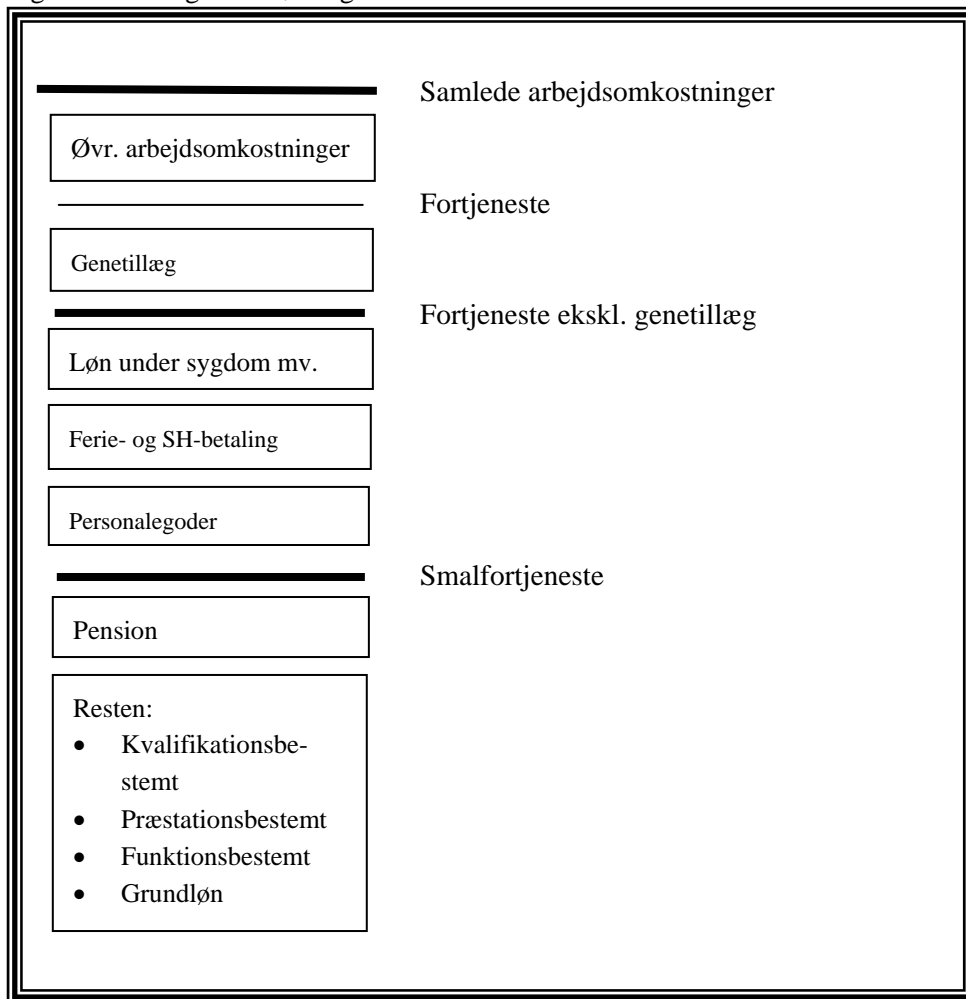 Samlede arbejdsomkostninger
Øvr. arbejdsomkostninger
Fortjeneste
Genetillæg
Fortjeneste ekskl. genetillæg
Løn under sygdom mv.
Ferie- og SH-betaling
Personalegoder
Smalfortjeneste
Pension
Resten:
• Kvalifikationsbe-
stemt
• Præstationsbestemt
• Funktionsbestemt
• Grundløn